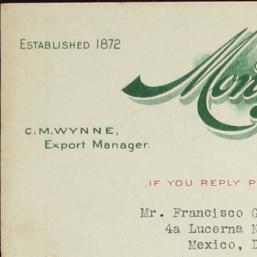 ESTABLISHED 1872
C.M.WYNNE,
Export Manager.
IF YOU REPLY
Mr. Francisco
4a Lucerna
Mexico,